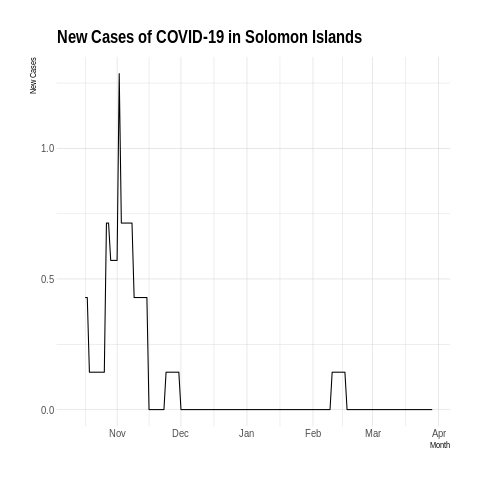 New Cases of COVID-19 in Solomon Islands
New Cases
1.0
0.5
0.0
Nov Dec Jan Feb Mar Apr
Month